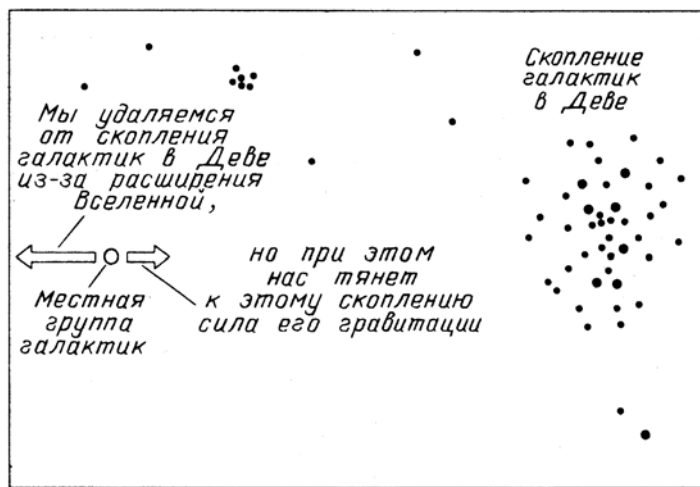 Скопление
галактик
в Деве
Мы удаляемся
от скопления
галактик в Деве
из-за расширения
Вселенной,
но при этом
нас тянет
к этому скоплению
сила его гравитации
Местная
группа
галактик